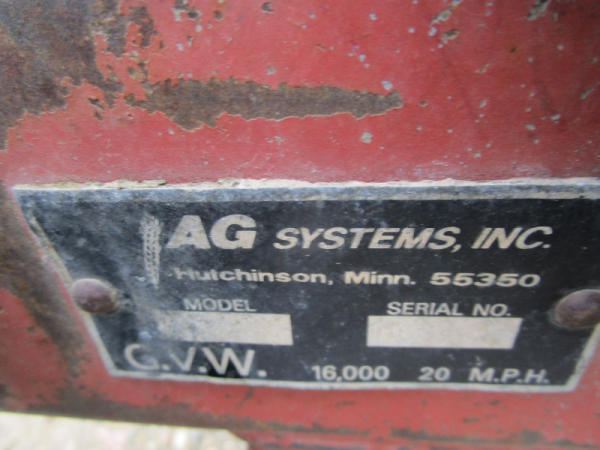 AG SYSTEMS, INC.
Hutchinson, Minn. 55350
MODEL SERIAL NO.
G.V.W. 16,000 20 M.P.H.